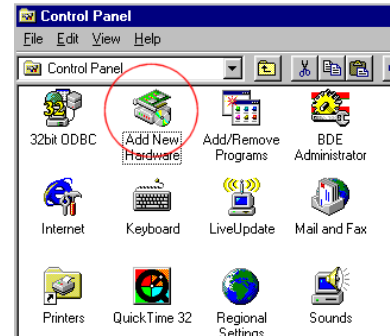 Control Panel
File Edit View Help
Control Panel
32bit ODBC
Add New
Hardware
Add/Remove
Programs
BDE
Administrator
Internet
Keyboard
LiveUpdate
Mail and Fax
Printers
QuickTime 32
Regional
Settings
Sounds